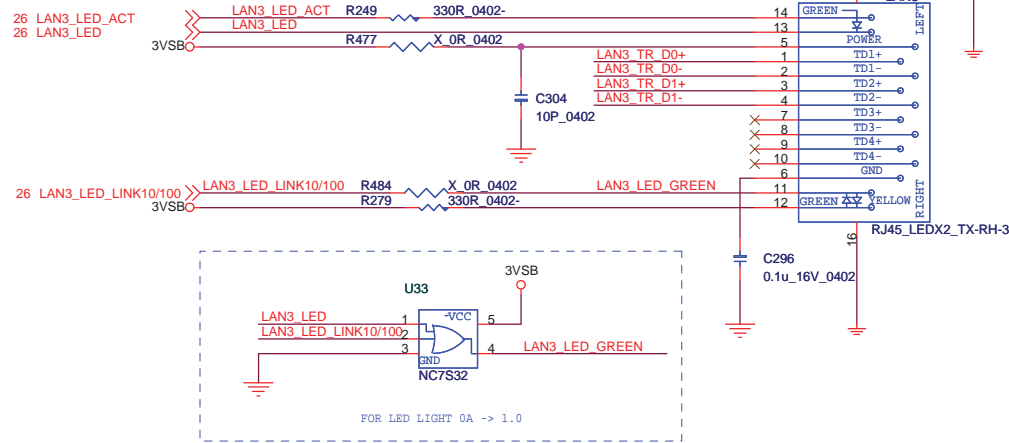 26 LAN3_LED_ACT LAN3_LED_ACT R249 330R_0402- 14 GREEN LEFT
26 LAN3_LED LAN3_LED 13
3VSB R477 X_0R_0402 5 POWER
LAN3_TR_D0+ 1 TD1+
LAN3_TR_D0- 2 TD1-
LAN3_TR_D1+ 3 TD2+
LAN3_TR_D1- 4 TD2-
C304
10P_0402
7 TD3+
8 TD3-
9 TD4+
10 TD4-
6 GND
26 LAN3_LED_LINK10/100 LAN3_LED_LINK10/100 R484 X_0R_0402 LAN3_LED_GREEN 11 RIGHT
3VSB R279 330R_0402- 12 GREEN YELLOW
RJ45_LEDX2_TX-RH-3
16
C296
0.1u_16V_0402
3VSB
U33
LAN3_LED 1 -VCC 5
LAN3_LED_LINK10/100 2
3 GND 4 LAN3_LED_GREEN
NC7S32
FOR LED LIGHT 0A -> 1.0